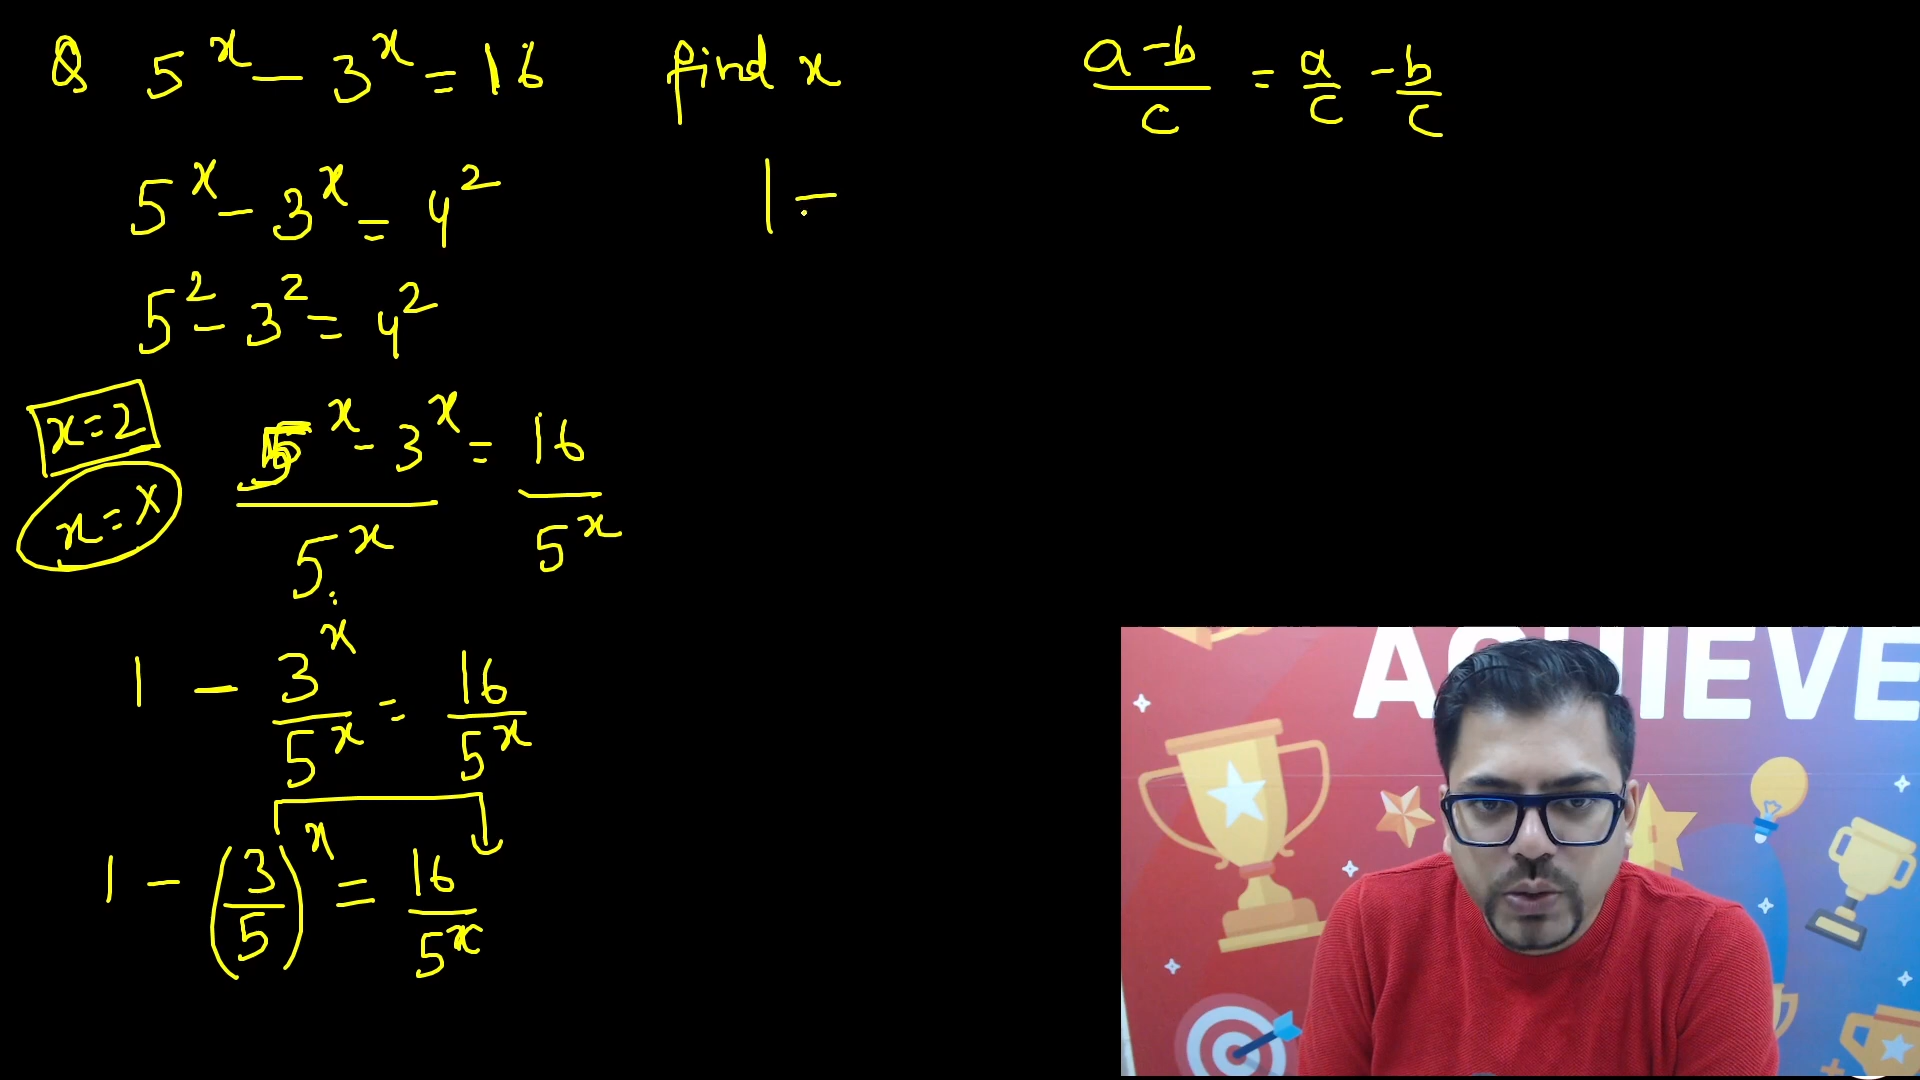 Q 5^x - 3^x = 16 find x
5^x - 3^x = 4^2
5^2 - 3^2 = 4^2
x = 2
x = x
(5^x - 3^x)/5^x = 16/5^x
1 - 3^x/5^x = 16/5^x
1 - (3/5)^x = 16/5^x
(a - b)/c = a/c - b/c
1 -
ACHIEVE